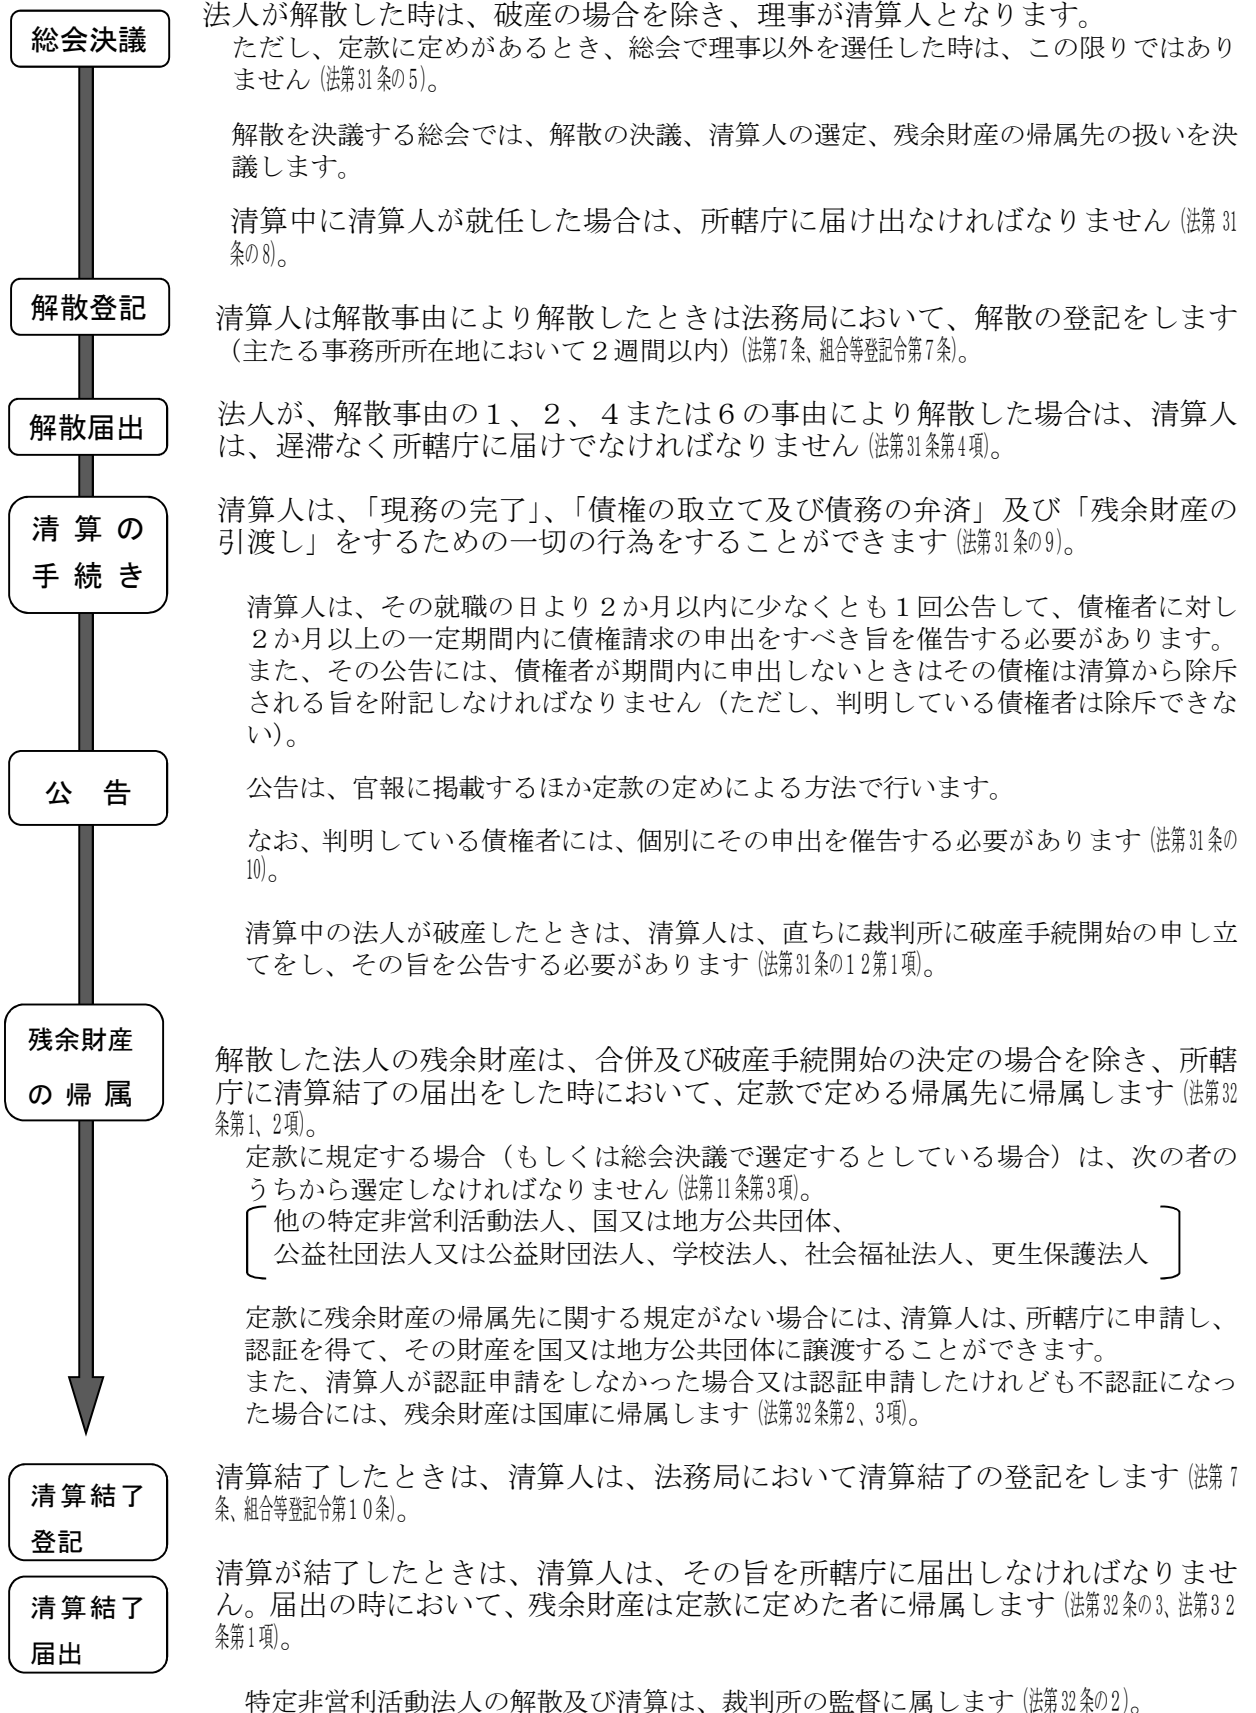 総会決議
法人が解散した時は、破産の場合を除き、理事が清算人となります。
ただし、定款に定めがあるとき、総会で理事以外を選任した時は、この限りではあり
ません(法第31条の5)。
解散を決議する総会では、解散の決議、清算人の選定、残余財産の帰属先の扱いを決
議します。
清算中に清算人が就任した場合は、所轄庁に届け出なければなりません(法第31
条の8)。
解散登記
清算人は解散事由により解散したときは法務局において、解散の登記をします
(主たる事務所所在地において2週間以内)(法第7条、組合等登記令第7条)。
解散届出
法人が、解散事由の1、2、4または6の事由により解散した場合は、清算人
は、遅滞なく所轄庁に届けでなければなりません(法第31条第4項)。
清算の
手続き
清算人は、「現務の完了」、「債権の取立て及び債務の弁済」及び「残余財産の
引渡し」をするための一切の行為をすることができます(法第31条の9)。
清算人は、その就職の日より2か月以内に少なくとも1回公告して、債権者に対し
2か月以上の一定期間内に債権請求の申出をすべき旨を催告する必要があります。
また、その公告には、債権者が期間内に申出しないときはその債権は清算から除斥
される旨を附記しなければなりません(ただし、判明している債権者は除斥できな
い)。
公 告
公告は、官報に掲載するほか定款の定めによる方法で行います。
なお、判明している債権者には、個別にその申出を催告する必要があります(法第31条の
10)。
清算中の法人が破産したときは、清算人は、直ちに裁判所に破産手続開始の申し立
てをし、その旨を公告する必要があります(法第31条の12第1項)。
残余財産
の帰属
解散した法人の残余財産は、合併及び破産手続開始の決定の場合を除き、所轄
庁に清算結了の届出をした時において、定款で定める帰属先に帰属します(法第32
条第1、2項)。
定款に規定する場合(もしくは総会決議で選定するとしている場合)は、次の者の
うちから選定しなければなりません(法第11条第3項)。
他の特定非営利活動法人、国又は地方公共団体、
公益社団法人又は公益財団法人、学校法人、社会福祉法人、更生保護法人
定款に残余財産の帰属先に関する規定がない場合には、清算人は、所轄庁に申請し、
認証を得て、その財産を国又は地方公共団体に譲渡することができます。
また、清算人が認証申請をしなかった場合又は認証申請したけれども不認証になっ
た場合には、残余財産は国庫に帰属します(法第32条第2、3項)。
清算結了
登記
清算結了したときは、清算人は、法務局において清算結了の登記をします(法第7
条、組合等登記令第10条)。
清算結了
届出
清算が結了したときは、清算人は、その旨を所轄庁に届出しなければなりませ
ん。届出の時において、残余財産は定款に定めた者に帰属します(法第32条の3、法第32
条第1項)。
特定非営利活動法人の解散及び清算は、裁判所の監督に属します(法第32条の2)。